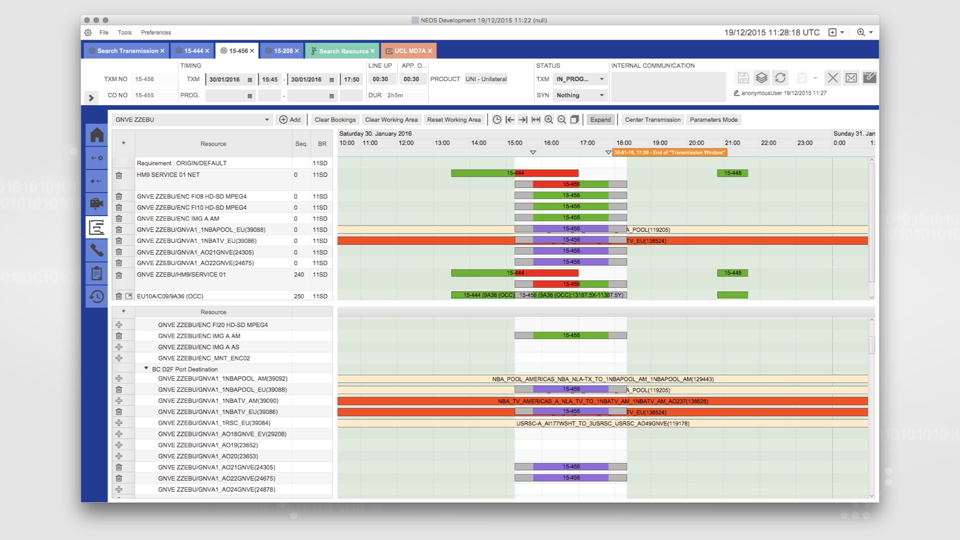 NEOS Development 19/12/2015 11:22 (null)
File Tools Preferences 19/12/2015 11:28:18 UTC
Search Transmission 15-444 15-456 15-208 Search Resource UCL MD7A
TIMING LINE UP APP. O... STATUS INTERNAL COMMUNICATION
TXM NO 15-456 TXM 30/01/2016 15:45 - 30/01/2016 17:50 00:30 00:30 PRODUCT UNI - Unilateral TXM IN_PROG...
CO NO 15-455 PROG. - DUR 2h5m SYN Nothing
anonymousUser 19/12/2015 11:27
GNVE ZZEBU Add Clear Bookings Clear Working Area Reset Working Area Expand Center Transmission Parameters Mode
Saturday 30. January 2016 Sunday 31. Jan
* Resource Seq. BR 10:00 11:00 12:00 13:00 14:00 15:00 16:00 17:00 18:00 19:00 20:00 21:00 22:00 23:00 0:00
30-01-16, 17:50 - End of "Transmission Window"
Requirement : ORIGIN/DEFAULT 11SD
HM9 SERVICE 01 NET 0 11SD 15-444 15-448
15-456
GNVE ZZEBU/ENC FI08 HD-SD MPEG4 0 11SD 15-456
GNVE ZZEBU/ENC FI10 HD-SD MPEG4 0 11SD 15-456
GNVE ZZEBU/ENC IMG A AM 0 11SD 15-456
GNVE ZZEBU/GNVA1_1NBAPOOL_EU(39088) 0 11SD 15-456 A_POOL(119205)
GNVE ZZEBU/GNVA1_1NBATV_EU(39086) 0 11SD 15-456 TV_EU(138524)
GNVE ZZEBU/GNVA1_AO21GNVE(24305) 0 11SD 15-456
GNVE ZZEBU/GNVA1_AO22GNVE(24675) 0 11SD 15-456
GNVE ZZEBU/HM9/SERVICE 01 240 11SD 15-444 15-448
15-456
EU10A/C09/9A36 (OCC) 250 11SD 15-444 (9A36 (OCC) 15-456 (9A36 (OCC);13167.5X-11387.5Y)
* Resource
GNVE ZZEBU/ENC FI20 HD-SD MPEG4
GNVE ZZEBU/ENC IMG A AM 15-456
GNVE ZZEBU/ENC IMG A AS
GNVE ZZEBU/ENC_MNT_ENC02
BC D2F Port Destination
GNVE ZZEBU/GNVA1_1NBAPOOL_AM(39092) NBA_POOL_AMERICAS_NBA_NLA-TX_TO_1NBAPOOL_AM_1NBAPOOL_AM(129443)
GNVE ZZEBU/GNVA1_1NBAPOOL_EU(39088) 15-456 A_POOL(119205)
GNVE ZZEBU/GNVA1_1NBATV_AM(39090) NBA_TV_AMERICAS_A_NLA_TV_TO_1NBATV_AM_1NBATV_AM_AO237(138626)
GNVE ZZEBU/GNVA1_1NBATV_EU(39086) 15-456 TV_EU(138524)
GNVE ZZEBU/GNVA1_1RSC_EU(39084) USRSC-A_AI177WSHT_TO_3USRSC_USRSC_AO49GNVE(119178)
GNVE ZZEBU/GNVA1_AO18GNVE_EV(29208)
GNVE ZZEBU/GNVA1_AO19(23652)
GNVE ZZEBU/GNVA1_AO20(23653)
GNVE ZZEBU/GNVA1_AO21GNVE(24305) 15-456
GNVE ZZEBU/GNVA1_AO22GNVE(24675) 15-456
GNVE ZZEBU/GNVA1_AO24GNVE(24878)